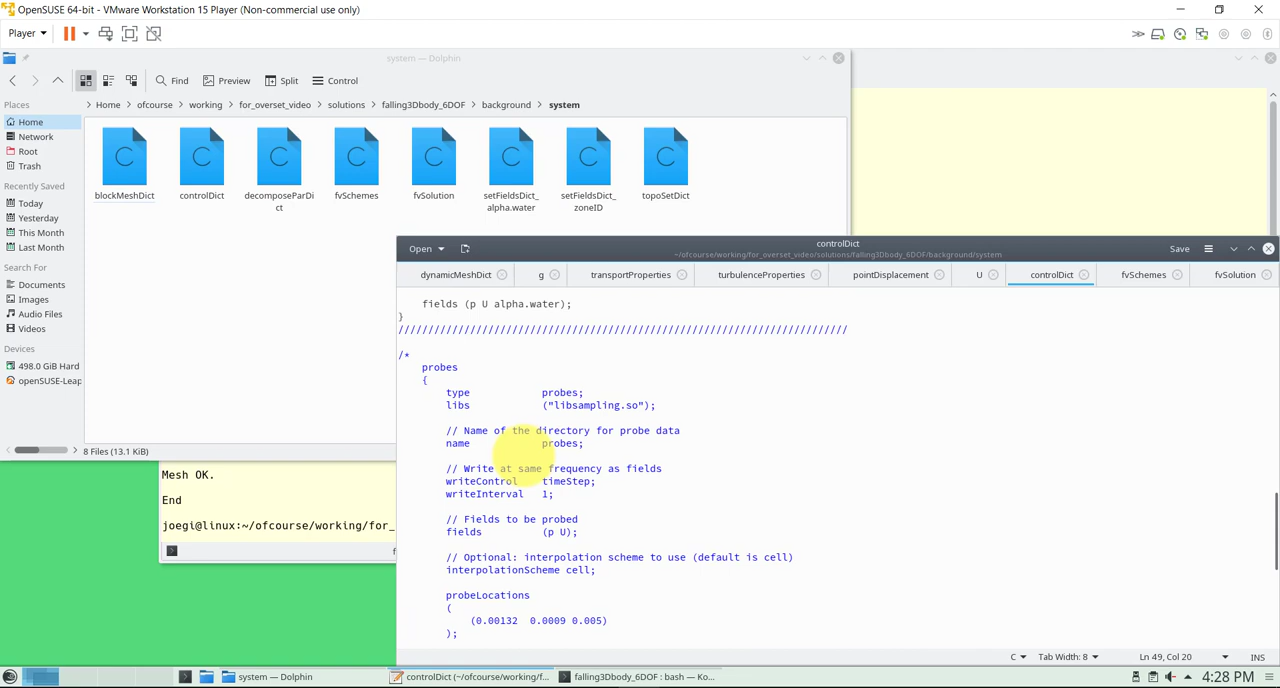 OpenSUSE 64-bit - VMware Workstation 15 Player (Non-commercial use only)
Player
system — Dolphin
Find Preview Split Control
Places
Home
Network
Root
Trash
Recently Saved
Today
Yesterday
This Month
Last Month
Search For
Documents
Images
Audio Files
Videos
Devices
498.0 GiB Hard
openSUSE-Leap
> Home > ofcourse > working > for_overset_video > solutions > falling3Dbody_6DOF > background > system
blockMeshDict controlDict decomposeParDi fvSchemes fvSolution setFieldsDict_ setFieldsDict_ topoSetDict
ct alpha.water zoneID
8 Files (13.1 KiB)
Mesh OK.
End
joegi@linux:~/ofcourse/working/for_
controlDict
Open Save
~/ofcourse/working/for_overset_video/solutions/falling3Dbody_6DOF/background/system
dynamicMeshDict g transportProperties turbulenceProperties pointDisplacement U controlDict fvSchemes fvSolution
fields (p U alpha.water);
}
///////////////////////////////////////////////////////////////////////////
/*
probes
{
type probes;
libs ("libsampling.so");
// Name of the directory for probe data
name probes;
// Write at same frequency as fields
writeControl timeStep;
writeInterval 1;
// Fields to be probed
fields (p U);
// Optional: interpolation scheme to use (default is cell)
interpolationScheme cell;
probeLocations
(
(0.00132 0.0009 0.005)
);
C Tab Width: 8 Ln 49, Col 20 INS
system — Dolphin controlDict (~/ofcourse/working/f... falling3Dbody_6DOF : bash — Ko... 4:28 PM